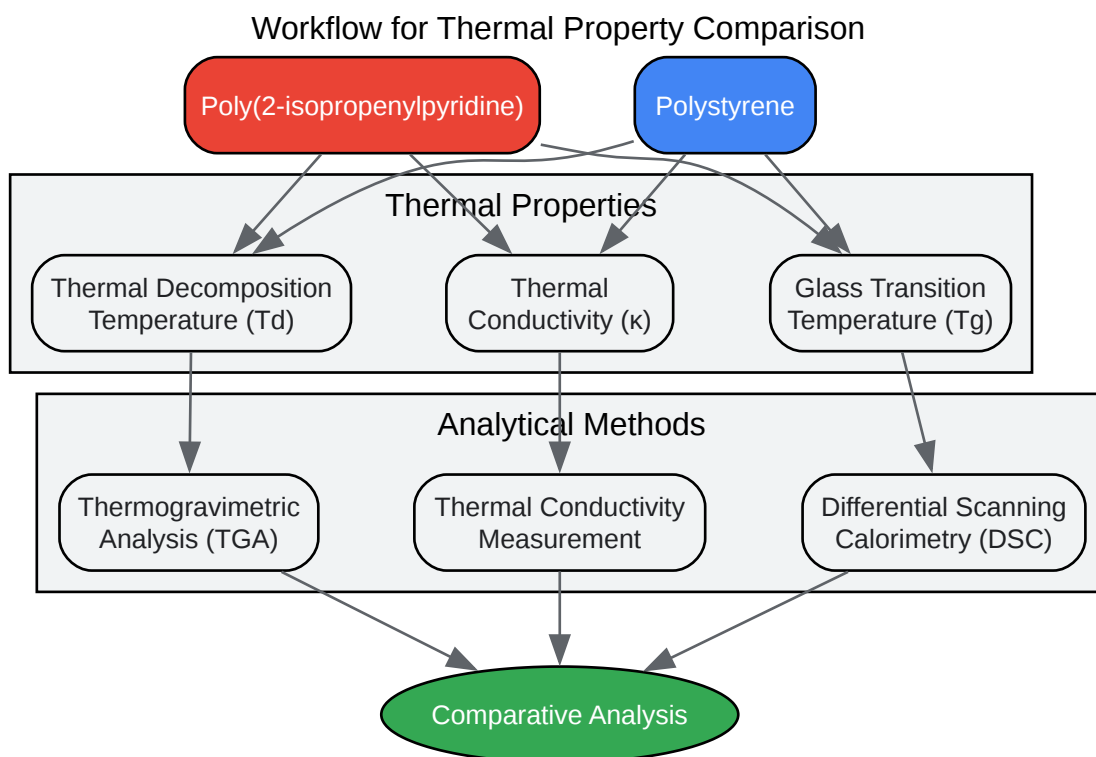 Workflow for Thermal Property Comparison
Poly(2-isopropenylpyridine)
Polystyrene
Thermal Properties
Thermal Decomposition
Temperature (Td)
Thermal
Conductivity (κ)
Glass Transition
Temperature (Tg)
Analytical Methods
Thermogravimetric
Analysis (TGA)
Thermal Conductivity
Measurement
Differential Scanning
Calorimetry (DSC)
Comparative Analysis